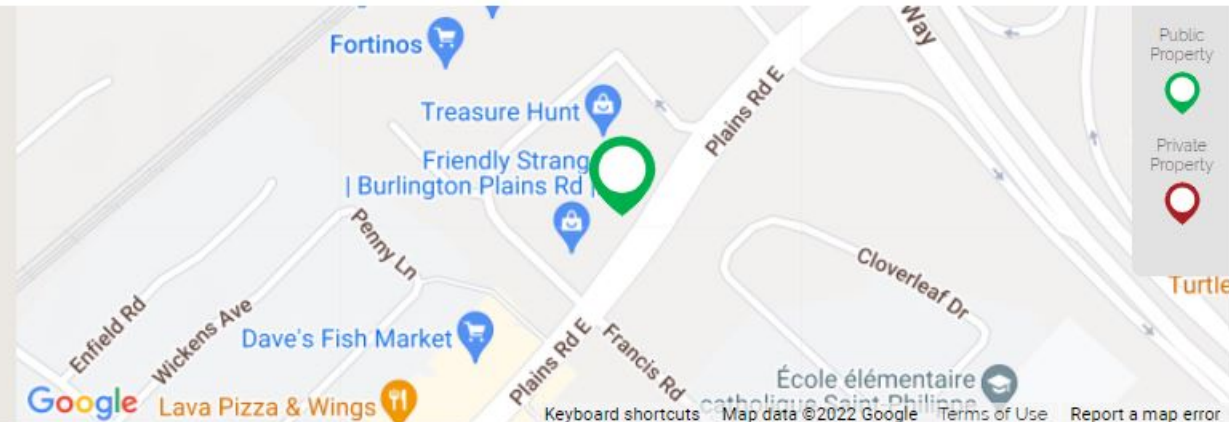 Fortinos
Way
Public
Property
Treasure Hunt
Plains Rd E
Friendly Strang
| Burlington Plains Rd |
Private
Property
Penny Ln
Cloverleaf Dr
Turtle
Enfield Rd
Wickens Ave
Dave's Fish Market
Plains Rd E
Francis Rd
École élémentaire
catholique Saint-Philippe
Google
Lava Pizza & Wings
Keyboard shortcuts
Map data ©2022 Google
Terms of Use
Report a map error